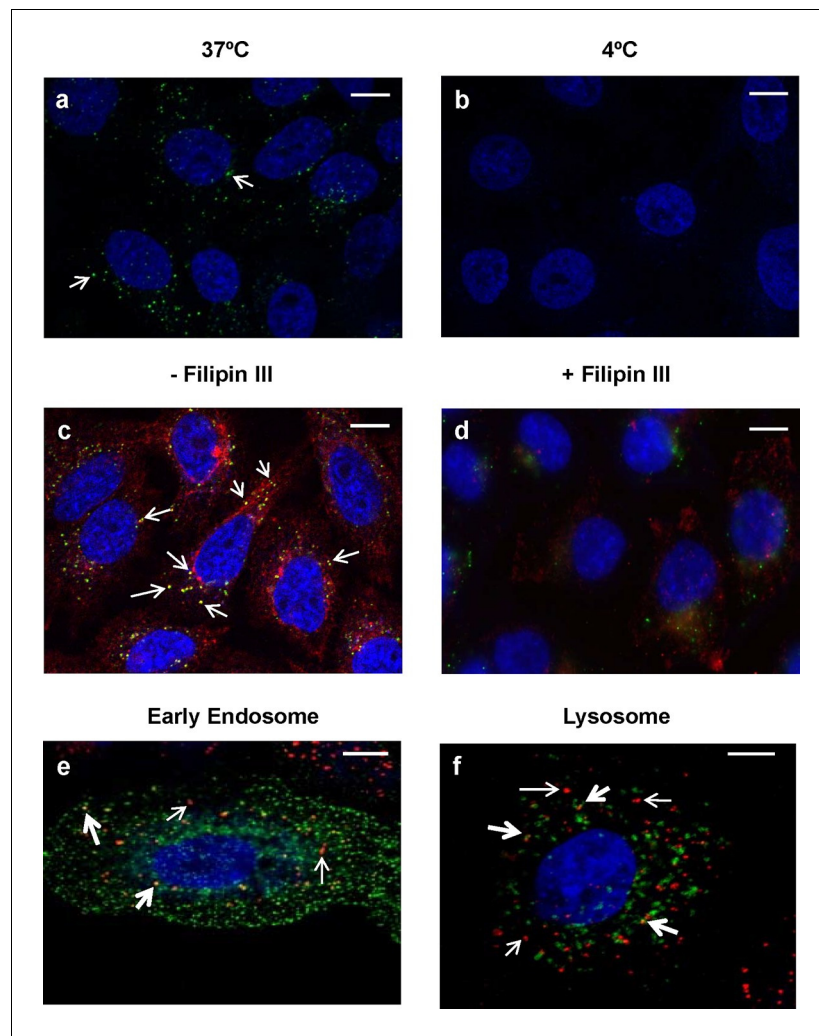 37ºC 4ºC
a b
- Filipin III + Filipin III
c d
Early Endosome Lysosome
e f